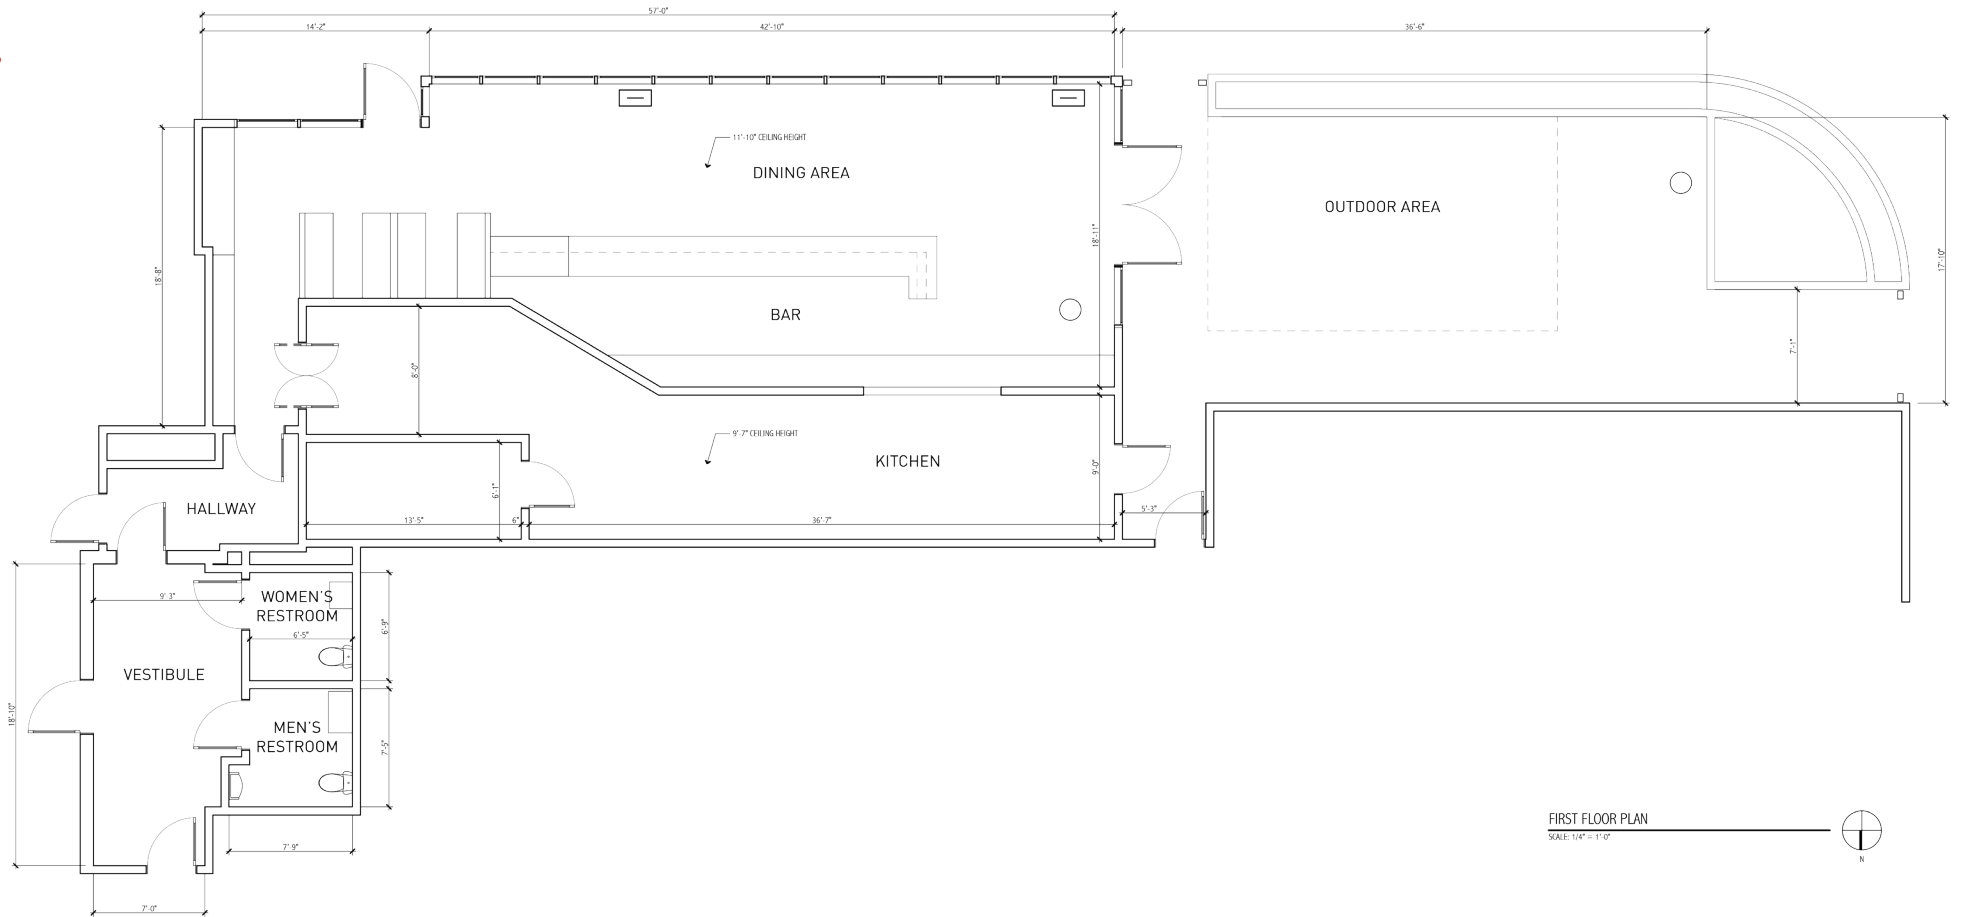 57'-0"
14'-2"
42'-10"
36'-6"
11'-10" CEILING HEIGHT
DINING AREA
OUTDOOR AREA
18'-11"
17'-10"
18'-8"
BAR
7'-1"
8'-0"
9'-7" CEILING HEIGHT
KITCHEN
9'-0"
6'-1"
HALLWAY
5'-3"
13'-5"
6"
36'-7"
9' 3"
WOMEN'S
RESTROOM
6'-9"
6'-5"
VESTIBULE
18'-10"
MEN'S
RESTROOM
7'-5"
7' 9"
7'-0"
FIRST FLOOR PLAN
SCALE: 1/4" = 1'-0"
N